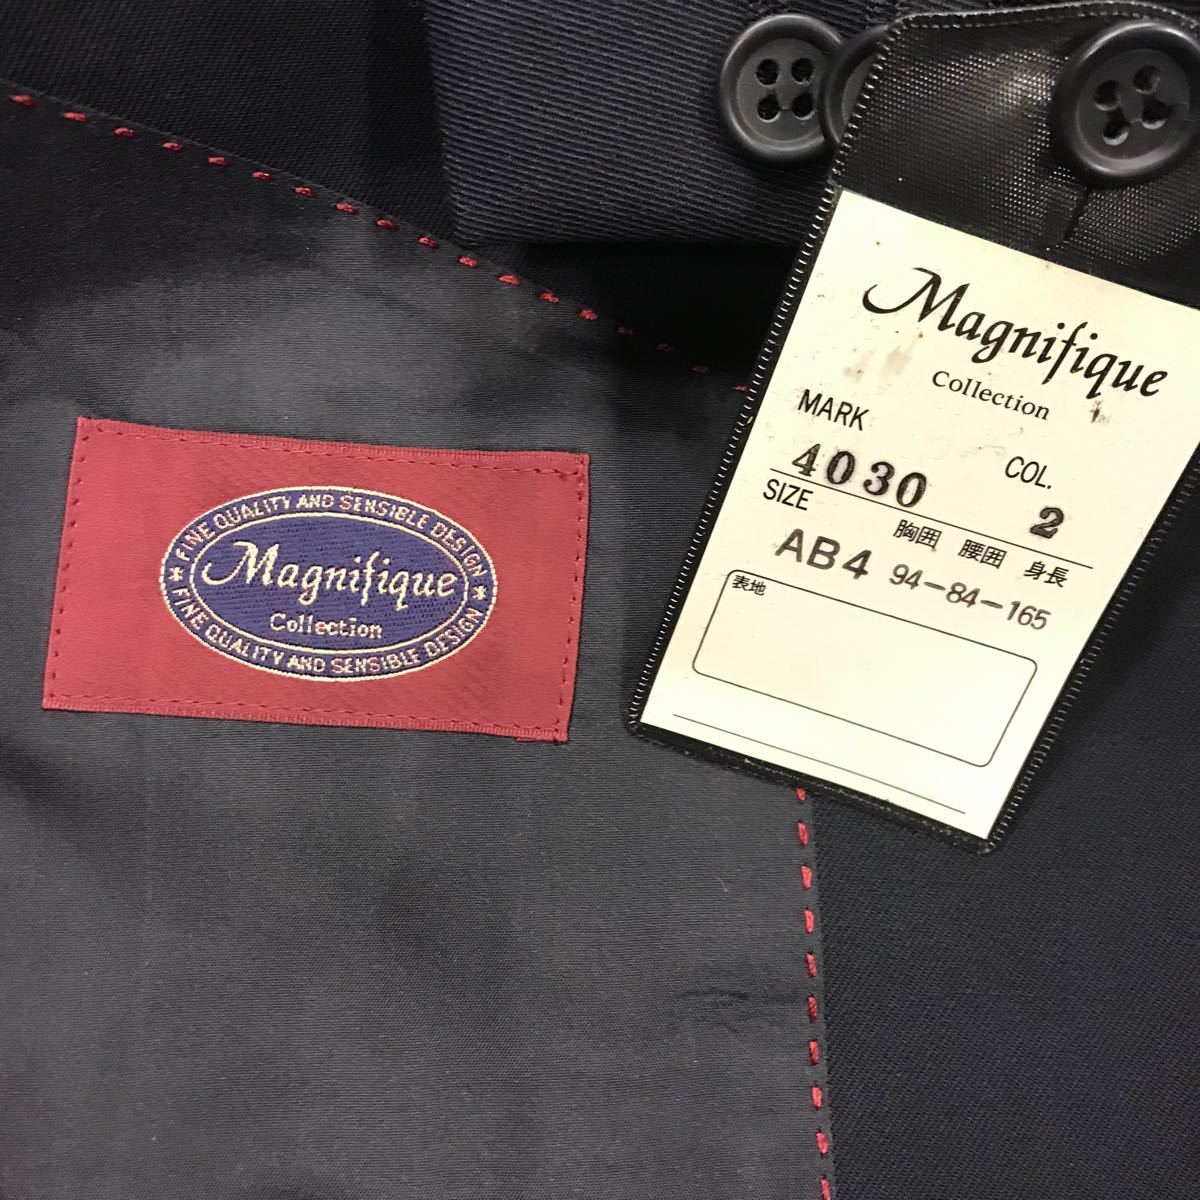 FINE QUALITY AND SENSIBLE DESIGN
Magnifique
Collection
* FINE QUALITY AND SENSIBLE DESIGN *
Magnifique
Collection
MARK
4030
COL.
2
SIZE
胸囲 腰囲 身長
AB4 94-84-165
表地